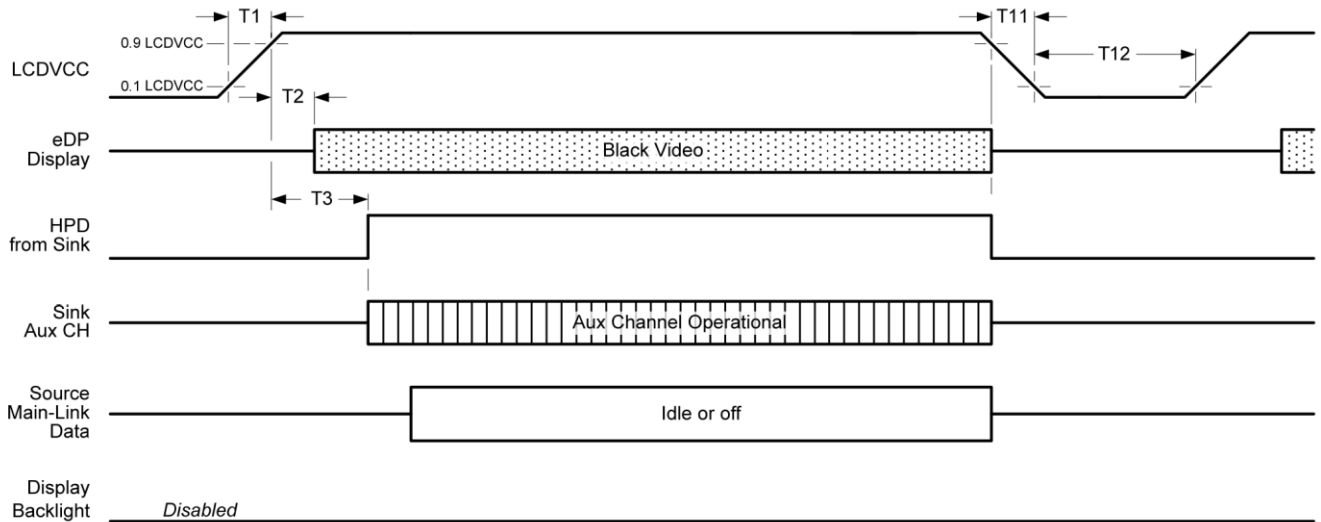 T1
T11
0.9 LCDVCC
LCDVCC
T12
0.1 LCDVCC
T2
eDP
Display
Black Video
T3
HPD
from Sink
Sink
Aux CH
Aux Channel Operational
Source
Main-Link
Data
Idle or off
Display
Backlight
Disabled